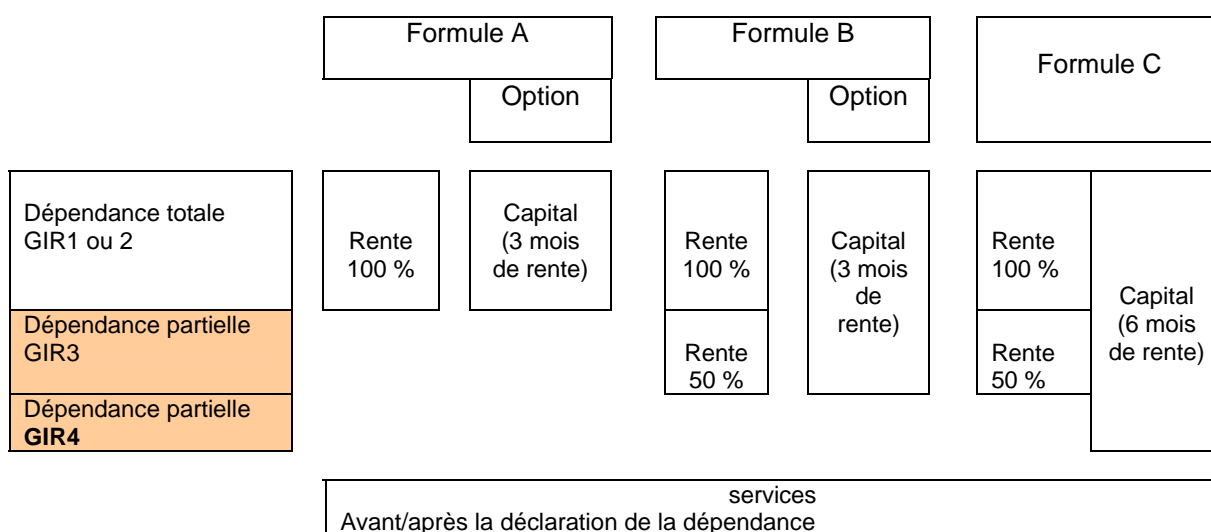 Formule A
Formule B
Formule C
Option
Option
Dépendance totale
GIR1 ou 2
Rente
100 %
Capital
(3 mois
de rente)
Rente
100 %
Capital
(3 mois
de
rente)
Rente
100 %
Capital
(6 mois
de rente)
Dépendance partielle
GIR3
Rente
50 %
Rente
50 %
Dépendance partielle
GIR4
services
Avant/après la déclaration de la dépendance